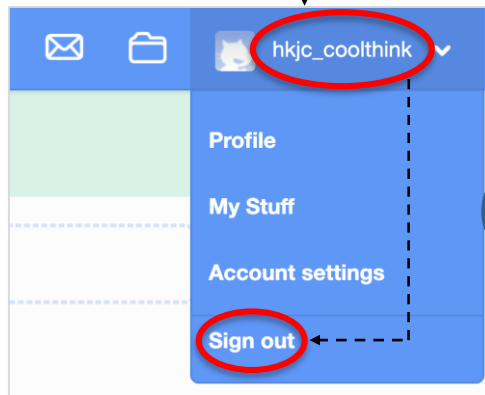 hkjc_coolthink
Profile
My Stuff
Account settings
Sign out